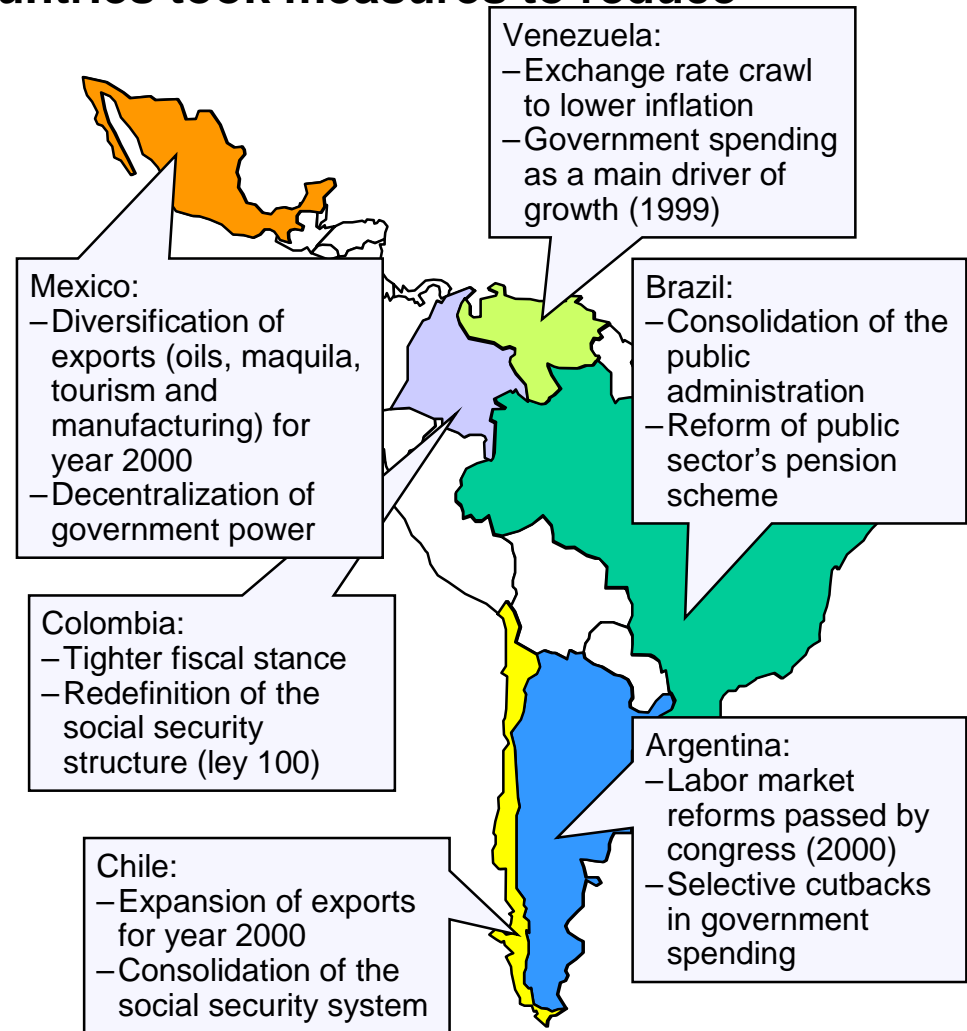 took measures to reduce
Venezuela:
–Exchange rate crawl
to lower inflation
–Government spending
as a main driver of
growth (1999)
Mexico:
–Diversification of
exports (oils, maquila,
tourism and
manufacturing) for
year 2000
–Decentralization of
government power
Brazil:
–Consolidation of the
public
administration
–Reform of public
sector's pension
scheme
Colombia:
–Tighter fiscal stance
–Redefinition of the
social security
structure (ley 100)
Argentina:
–Labor market
reforms passed by
congress (2000)
–Selective cutbacks
in government
spending
Chile:
–Expansion of exports
for year 2000
–Consolidation of the
social security system